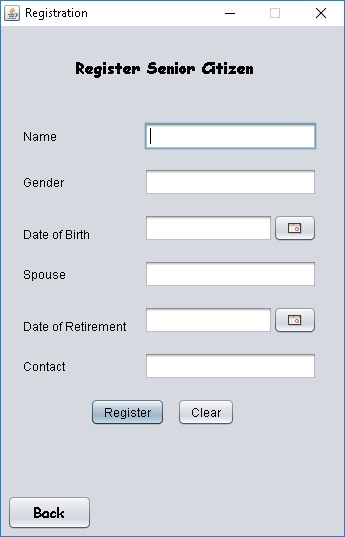 Registration
Register Senior Citizen
Name
Gender
Date of Birth
Spouse
Date of Retirement
Contact
Register Clear
Back